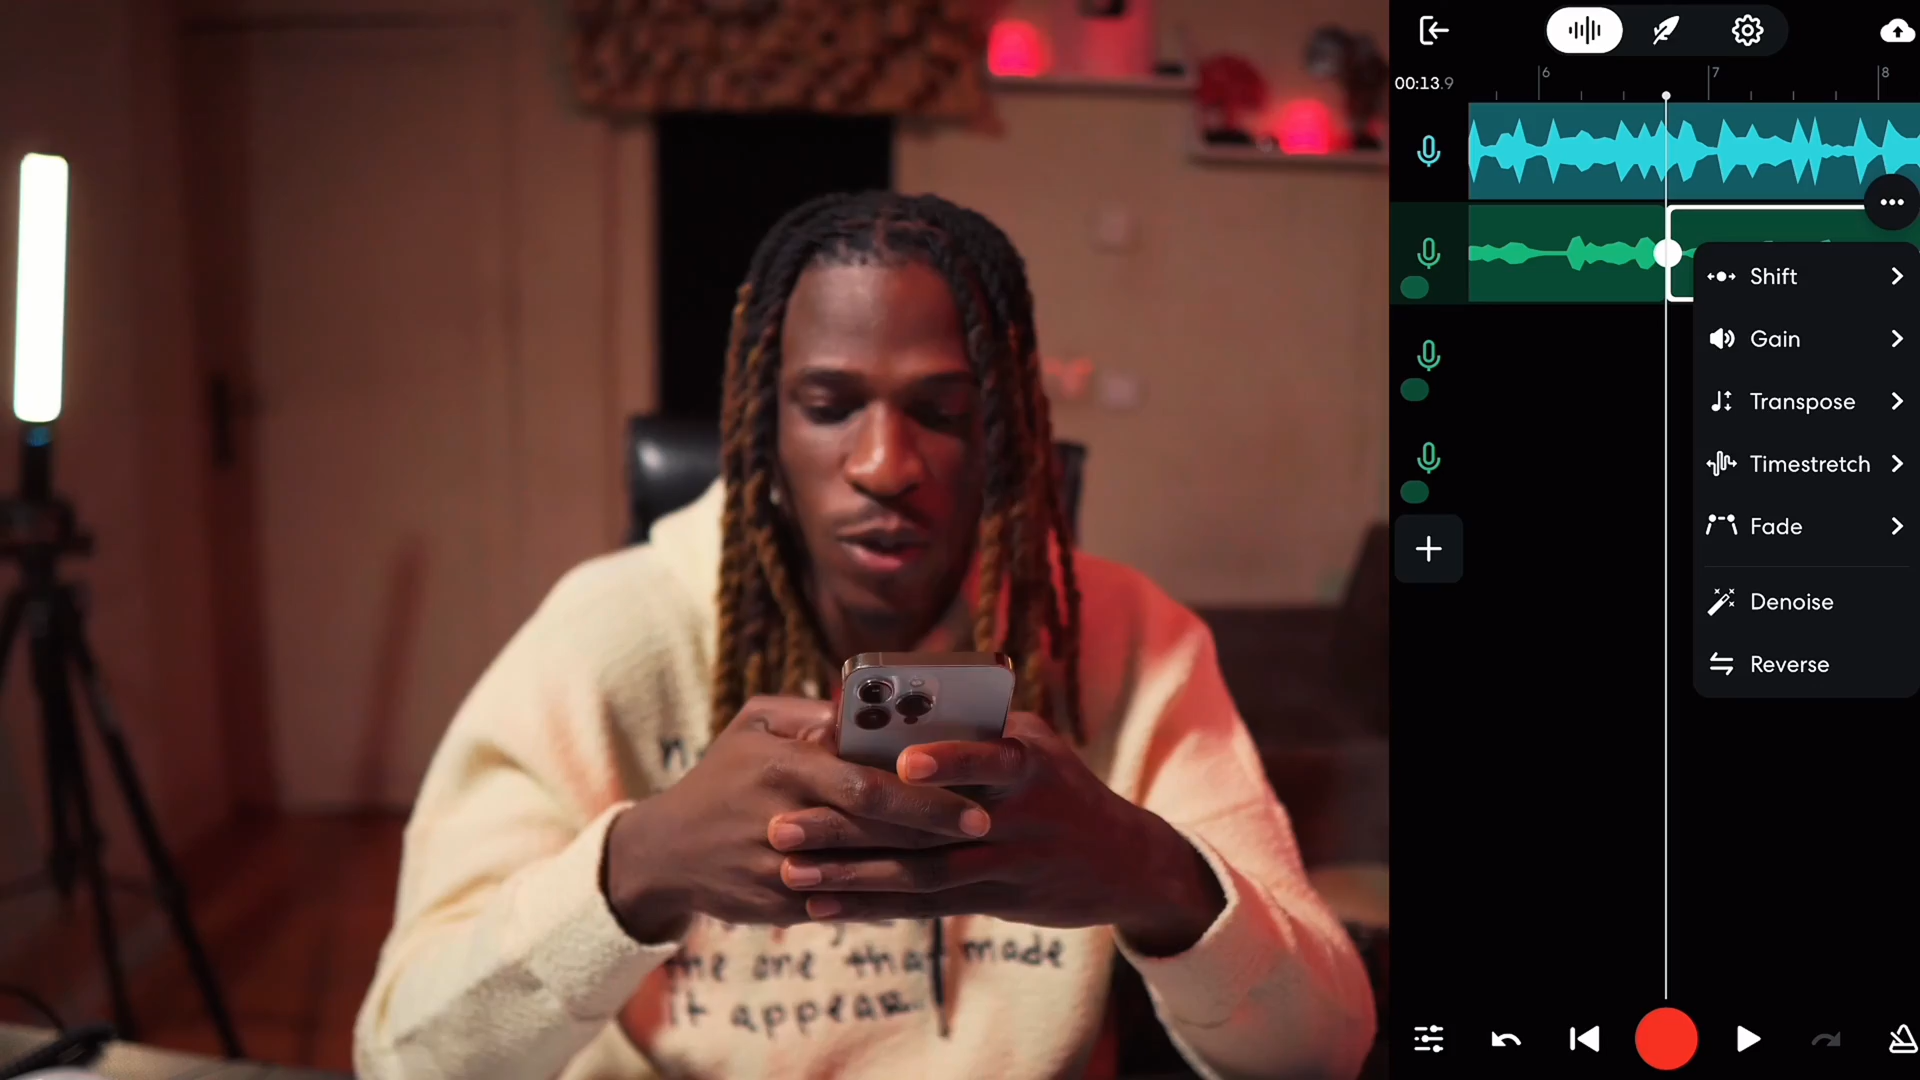 6
7
8
00:13.9
Shift
Gain
Transpose
Timestretch
Fade
Denoise
Reverse
the one that made
it appear.